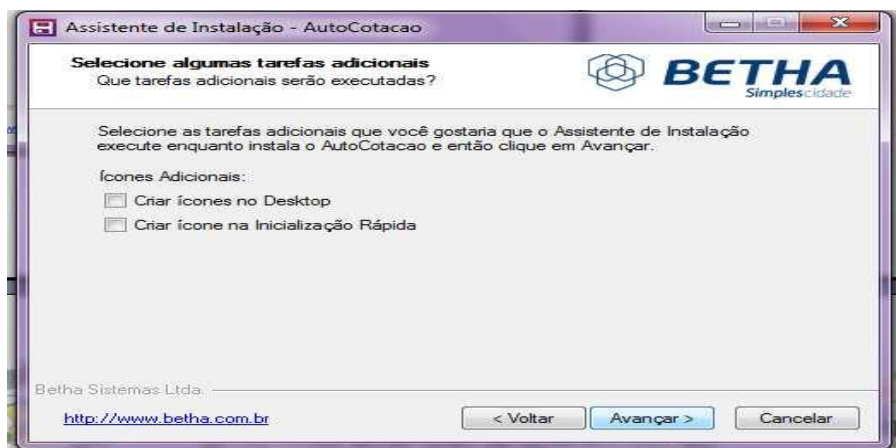 Assistente de Instalação - AutoCotacao
Selecione algumas tarefas adicionais
Que tarefas adicionais serão executadas?
BETHA
Simplescidade
Selecione as tarefas adicionais que você gostaria que o Assistente de Instalação
execute enquanto instala o AutoCotacao e então clique em Avançar.
Ícones Adicionais:
Criar ícones no Desktop
Criar ícone na Inicialização Rápida
Betha Sistemas Ltda.
http://www.betha.com.br
< Voltar
Avançar >
Cancelar